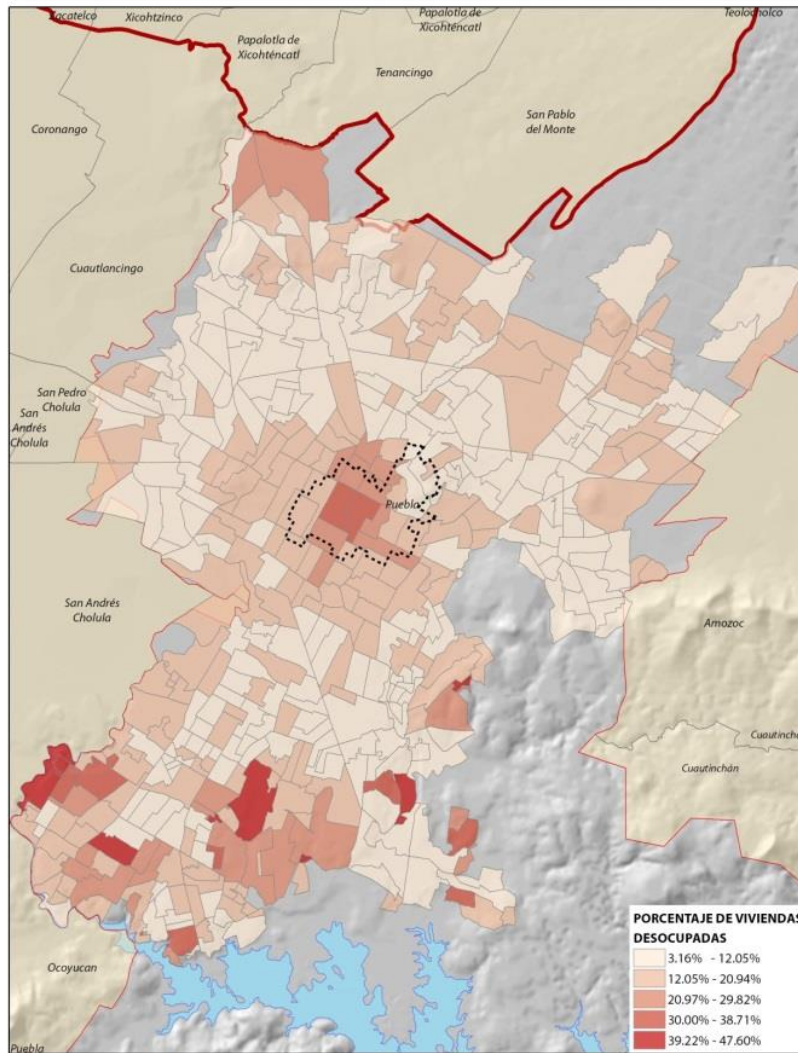 Zacatelco
Xicohtzinco
Papalotla de
Xicohténcatl
Papalotla de
Xicohténcatl
Teolocholco
Tenancingo
Coronango
San Pablo
del Monte
Cuautlancingo
San Pedro
Cholula
San
Andrés
Cholula
Puebla
San Andrés
Cholula
Amozoc
Cuautinchá
Cuautinchán
Ocoyucan
Puebla
PORCENTAJE DE VIVIENDAS
DESOCUPADAS
3.16% - 12.05%
12.05% - 20.94%
20.97% - 29.82%
30.00% - 38.71%
39.22% - 47.60%